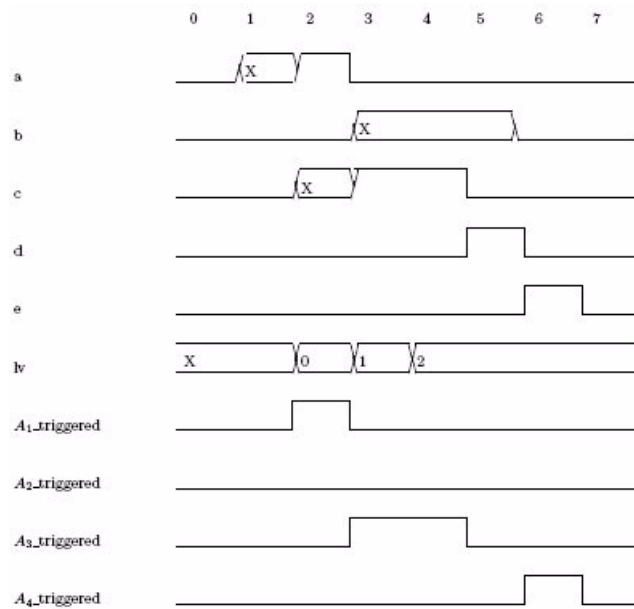 0 1 2 3 4 5 6 7
a X
b X
c X
d
e
lv X 0 1 2
A1_triggered
A2_triggered
A3_triggered
A4_triggered